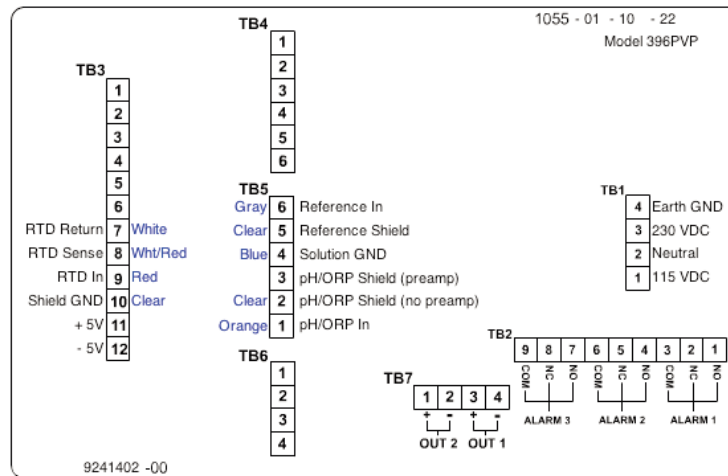 1055 - 01 - 10 - 22
Model 396PVP
TB4
1
2
3
4
5
6
TB3
1
2
3
4
5
6
RTD Return 7 White
RTD Sense 8 Wht/Red
RTD In 9 Red
Shield GND 10 Clear
+ 5V 11
- 5V 12
TB5
Gray 6 Reference In
Clear 5 Reference Shield
Blue 4 Solution GND
3 pH/ORP Shield (preamp)
Clear 2 pH/ORP Shield (no preamp)
Orange 1 pH/ORP In
TB1
4 Earth GND
3 230 VDC
2 Neutral
1 115 VDC
TB6
1
2
3
4
TB7
1 2 3 4
+ - + -
OUT 2 OUT 1
TB2
9 8 7 6 5 4 3 2 1
COM NC NO COM NC NO COM NC NO
ALARM 3 ALARM 2 ALARM 1
9241402 -00